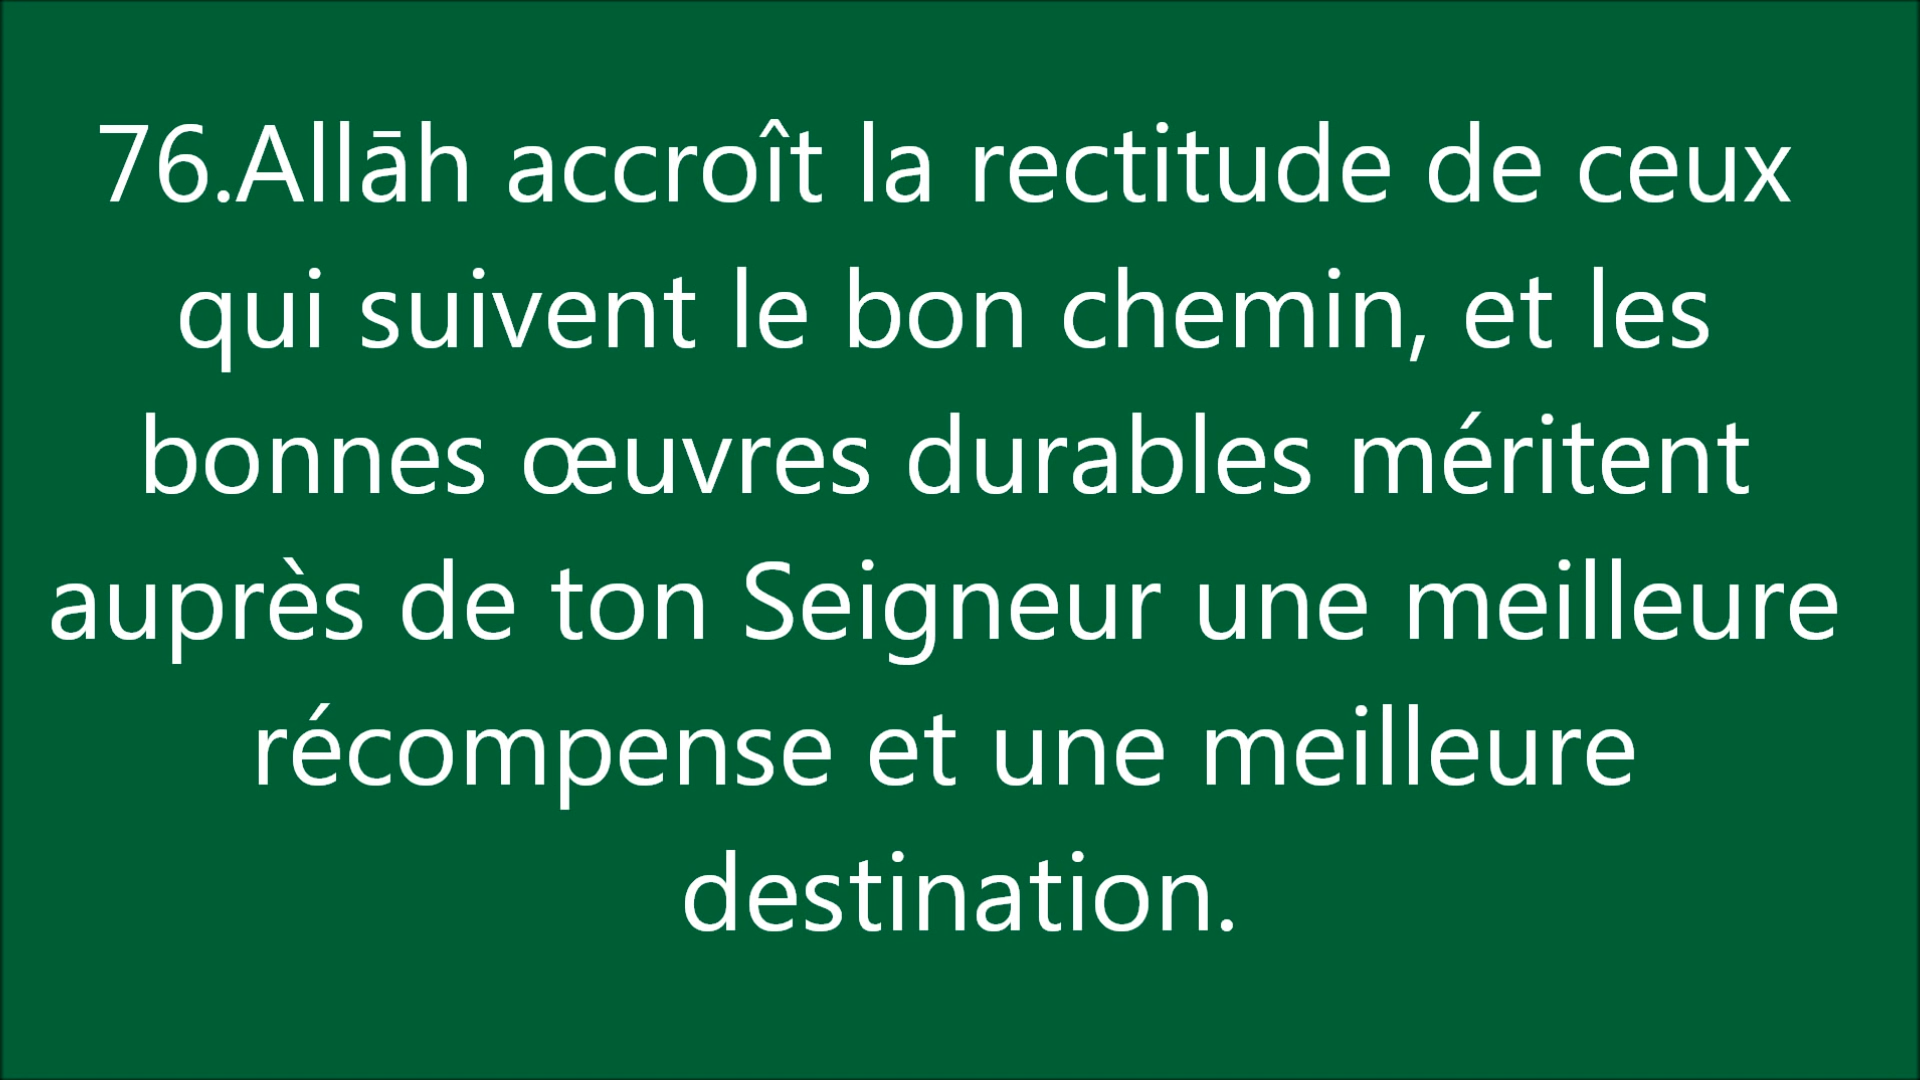 76.Allāh accroît la rectitude de ceux
qui suivent le bon chemin, et les
bonnes œuvres durables méritent
auprès de ton Seigneur une meilleure
récompense et une meilleure
destination.